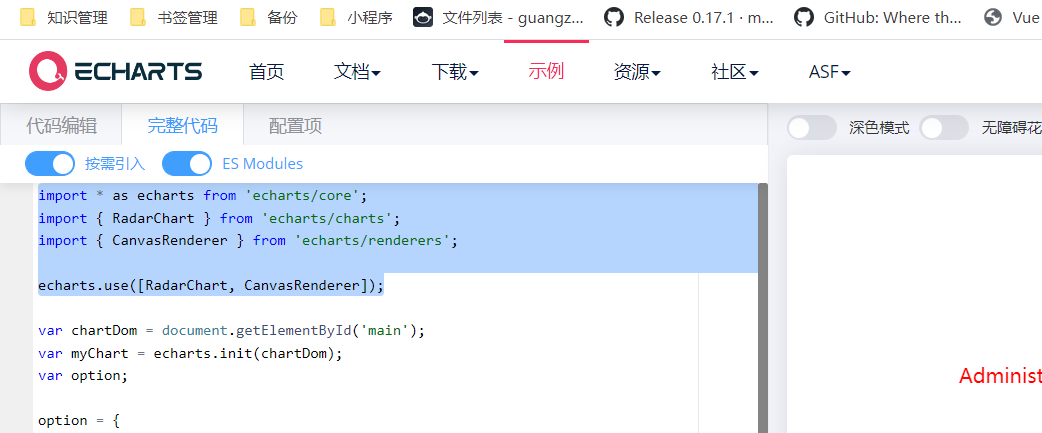 知识管理 书签管理 备份 小程序 文件列表 - guangz... Release 0.17.1 · m... GitHub: Where th... Vue
ECHARTS 首页 文档 下载 示例 资源 社区 ASF
代码编辑 完整代码 配置项 深色模式 无障碍花
按需引入 ES Modules
import * as echarts from 'echarts/core';
import { RadarChart } from 'echarts/charts';
import { CanvasRenderer } from 'echarts/renderers';
echarts.use([RadarChart, CanvasRenderer]);
var chartDom = document.getElementById('main');
var myChart = echarts.init(chartDom);
var option;
Administ
option = {